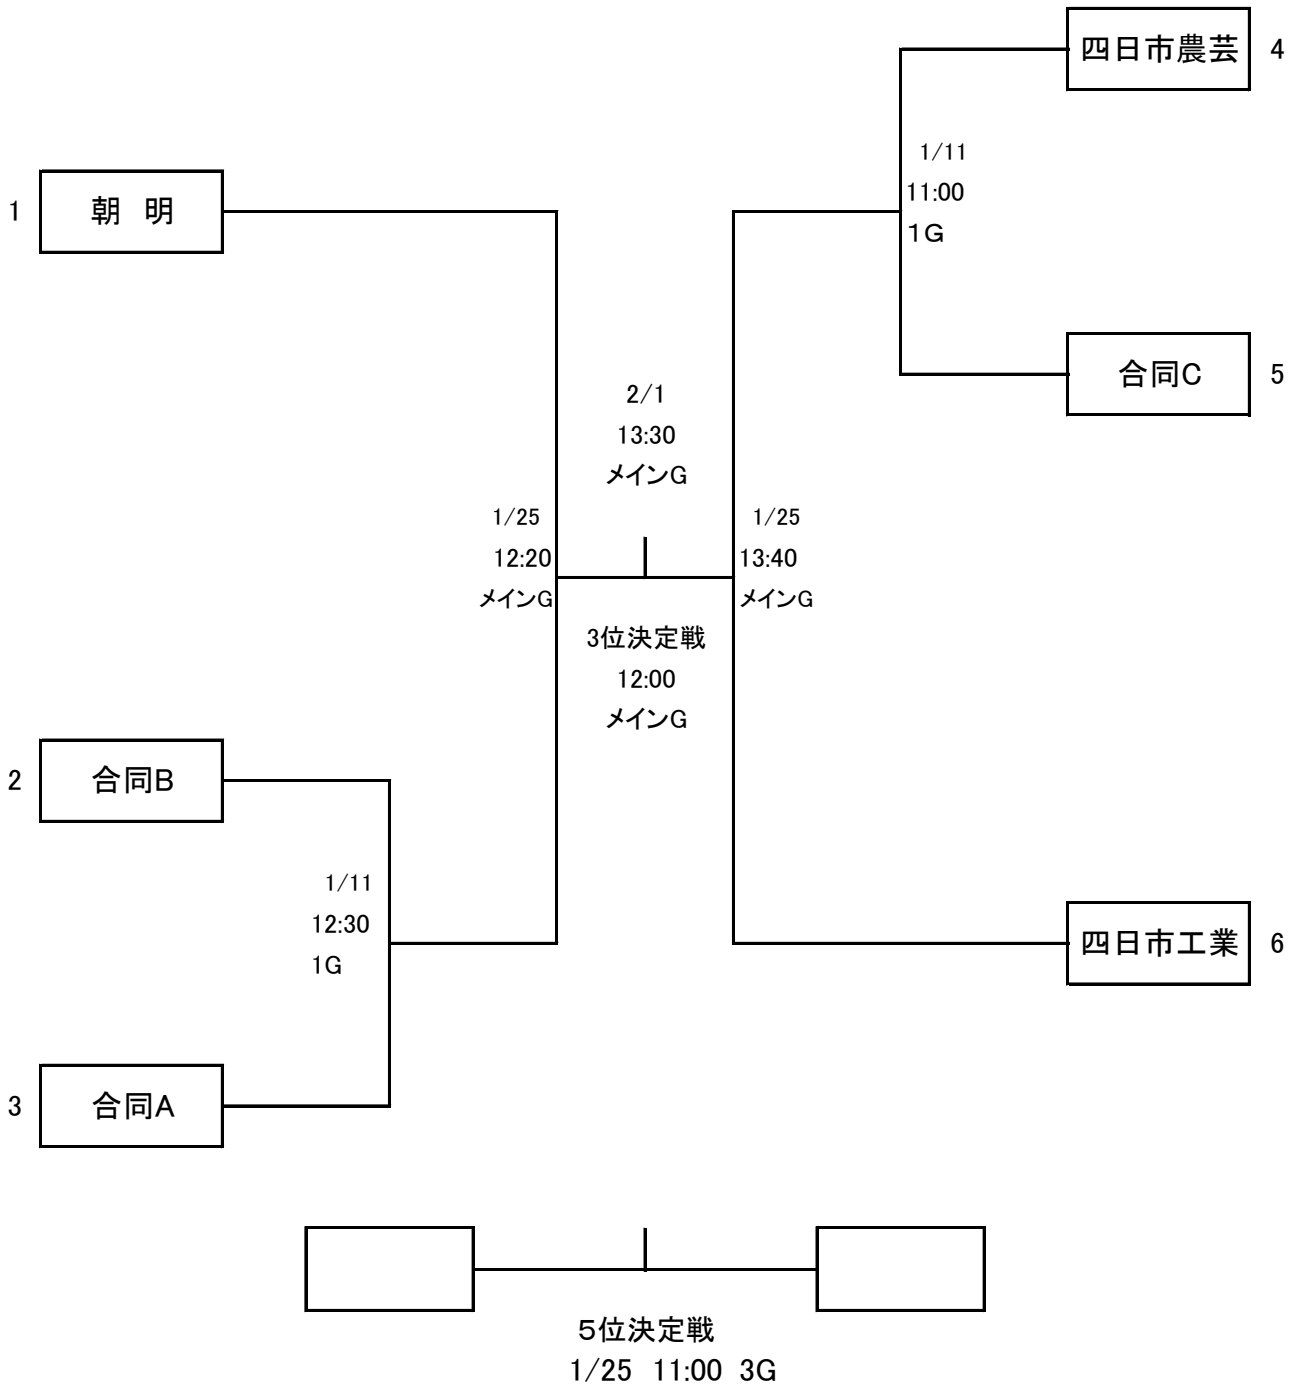 四日市農芸 4
1/11
11:00
1G
1 朝　明
合同C 5
2/1
13:30
メインG
1/25
12:20
メインG
1/25
13:40
メインG
3位決定戦
12:00
メインG
2 合同B
1/11
12:30
1G
四日市工業 6
3 合同A
5位決定戦
1/25 11:00 3G